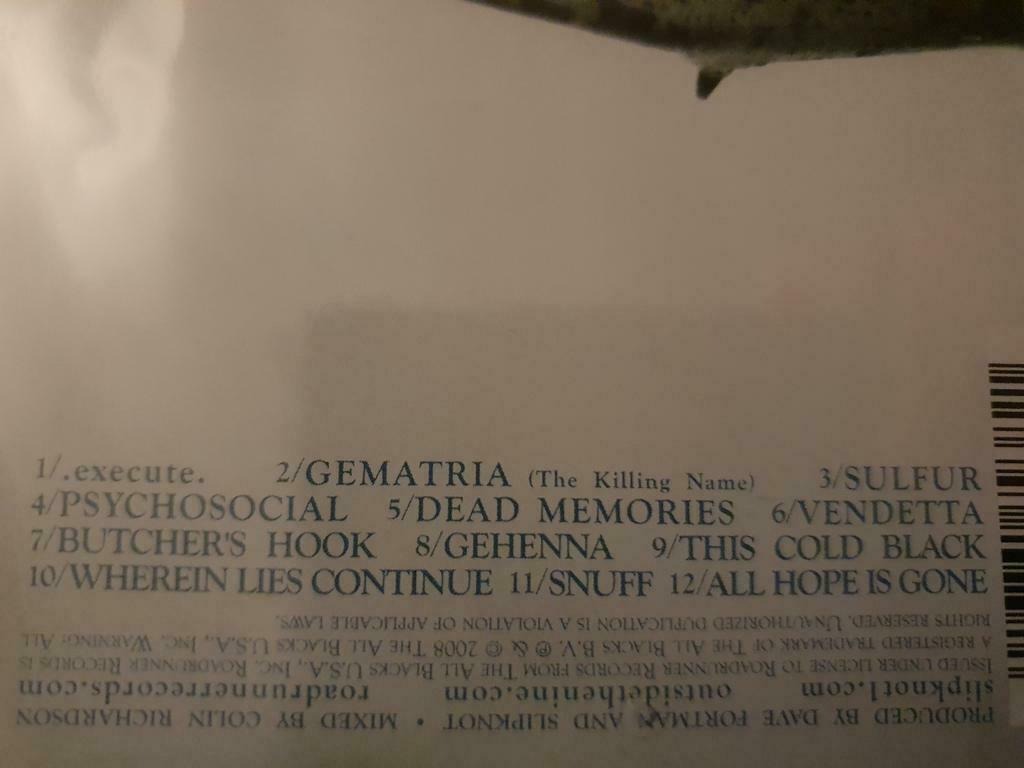 1/.execute. 2/GEMATRIA (The Killing Name) 3/SULFUR
4/PSYCHOSOCIAL 5/DEAD MEMORIES 6/VENDETTA
7/BUTCHER'S HOOK 8/GEHENNA 9/THIS COLD BLACK
10/WHEREIN LIES CONTINUE 11/SNUFF 12/ALL HOPE IS GONE
PRODUCED BY DAVE FORTMAN AND SLIPKNOT • MIXED BY COLIN RICHARDSON
slipknot1.com outsidethenine.com roadrunnerrecords.com
ISSUED UNDER LICENSE TO ROADRUNNER RECORDS FROM THE ALL BLACKS U.S.A., INC. ROADRUNNER RECORDS IS
A REGISTERED TRADEMARK OF THE ALL BLACKS B.V. ℗ & © 2008 THE ALL BLACKS U.S.A., INC. WARNING: ALL
RIGHTS RESERVED. UNAUTHORIZED DUPLICATION IS A VIOLATION OF APPLICABLE LAWS.